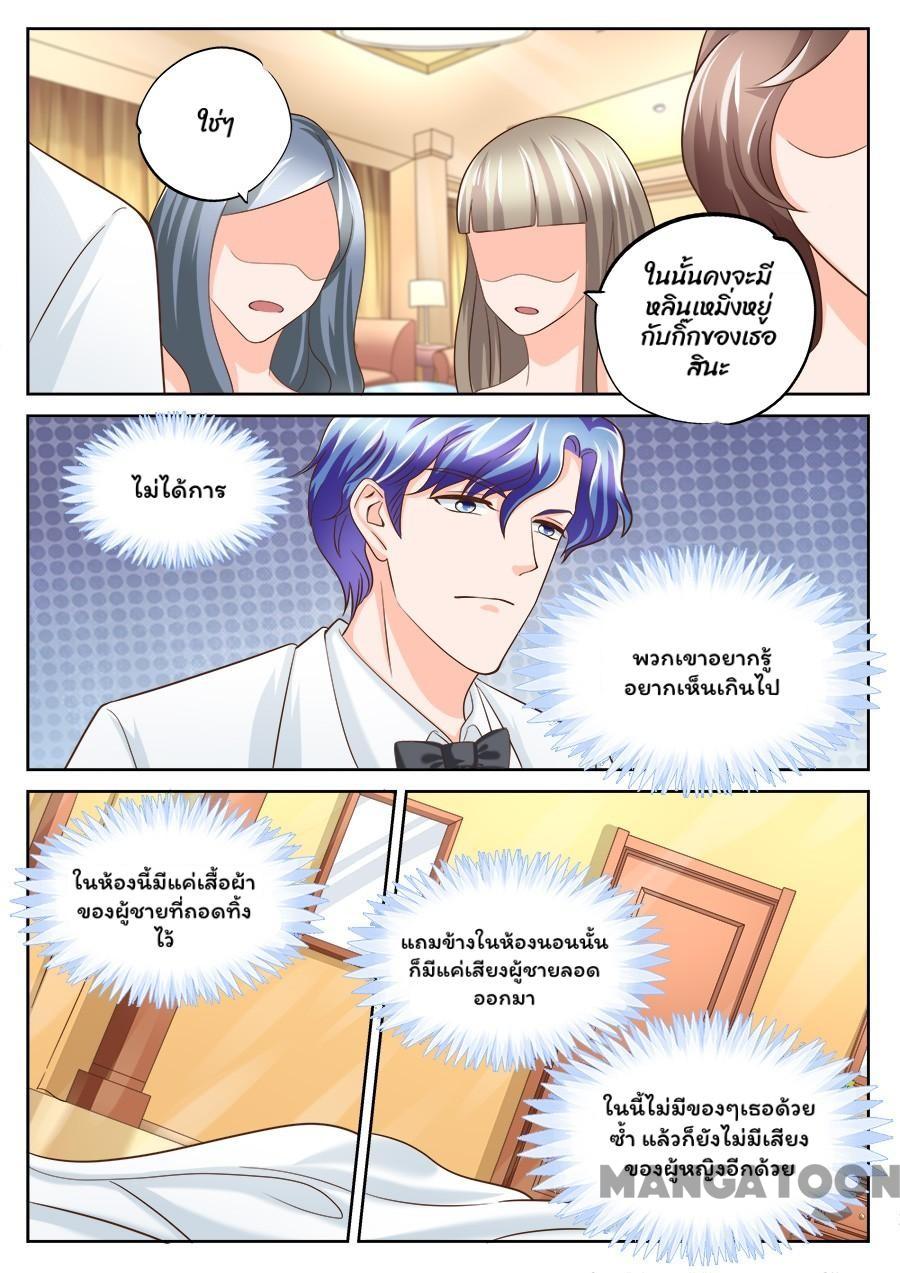 ใช่ๆ
ในนั้นคงจะมี
หลินเหมิ่งหยู่
กับกิ๊กของเธอ
สินะ
ไม่ได้การ
พวกเขาอยากรู้
อยากเห็นเกินไป
ในห้องนี้มีแค่เสื้อผ้า
ของผู้ชายที่ถอดทิ้ง
ไว้
แถมข้างในห้องนอนนั้น
ก็มีแค่เสียงผู้ชายลอด
ออกมา
ในนี้ไม่มีของๆเธอด้วย
ซ้ำ แล้วก็ยังไม่มีเสียง
ของผู้หญิงอีกด้วย
MANGATOON